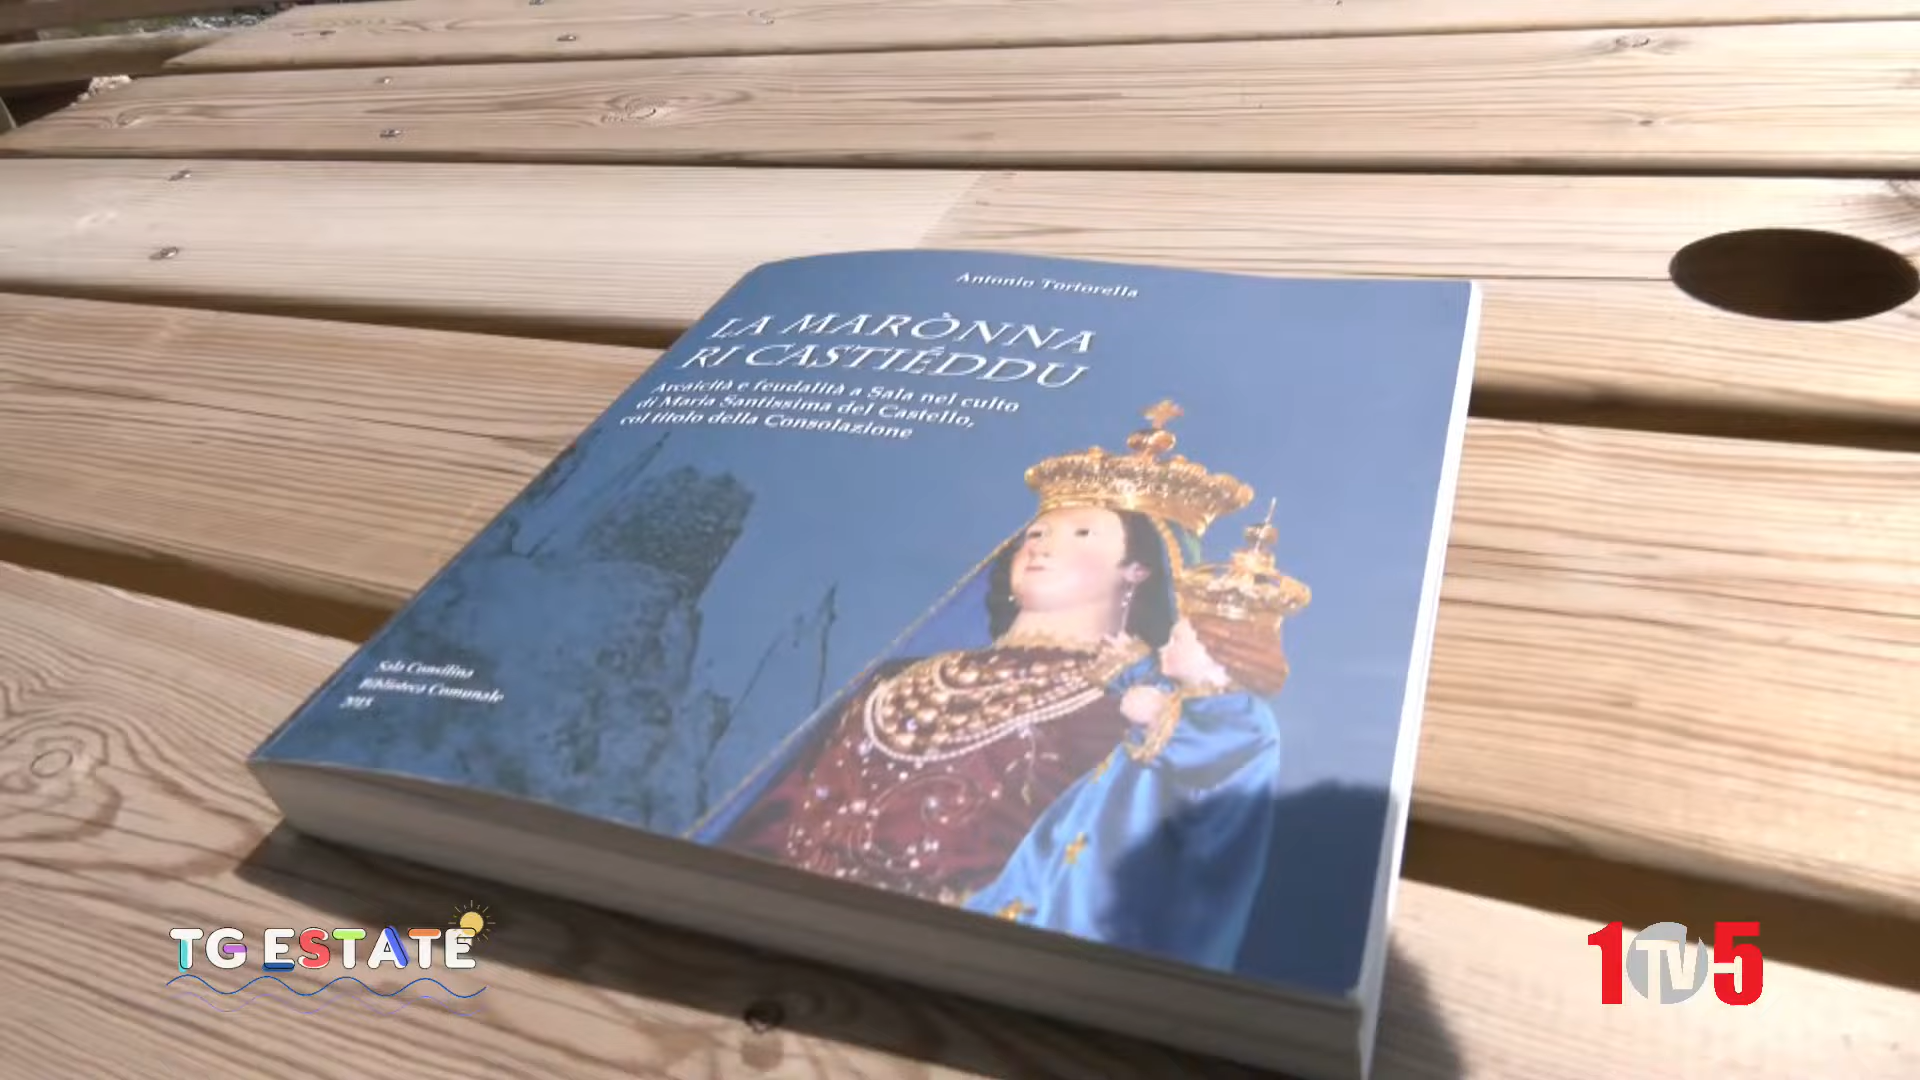 Antonio Tortorella
LA MARÒNNA
RI CASTIÉDDU
Arcaicità e feudalità a Sala nel culto
di Maria Santissima del Castello,
col titolo della Consolazione
Sala Consilina
Biblioteca Comunale
2015
TG ESTATE
1TV5